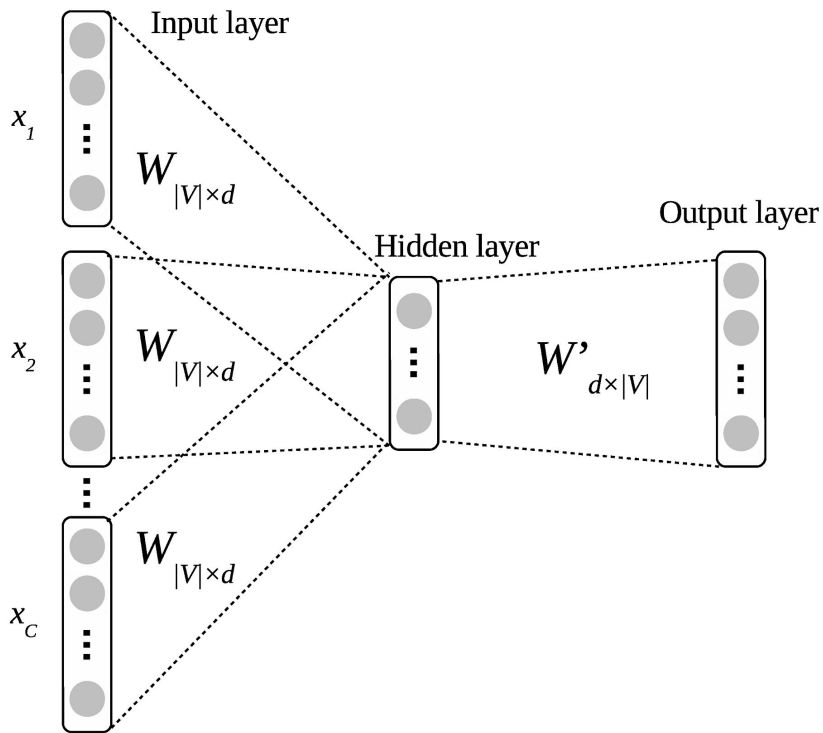 Input layer
x1
W|V|×d
Output layer
Hidden layer
x2
W|V|×d
W’d×|V|
W|V|×d
xC